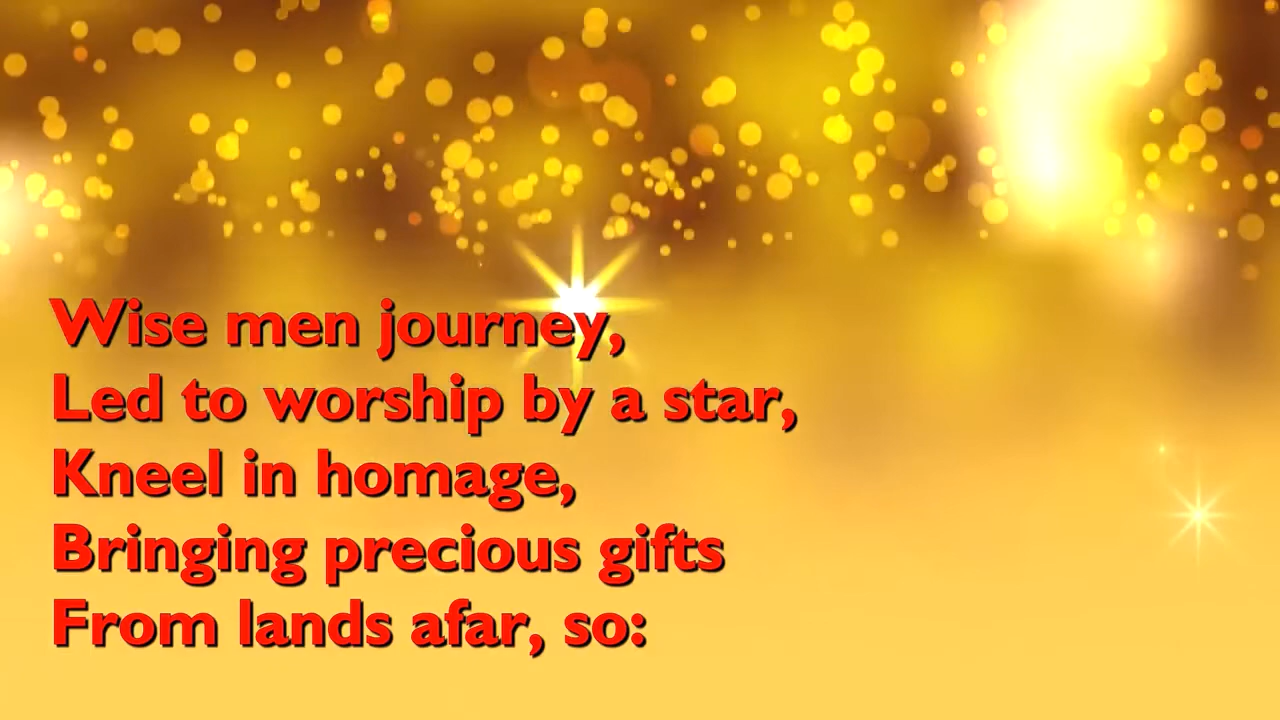 Wise men journey,
Led to worship by a star,
Kneel in homage,
Bringing precious gifts
From lands afar, so: